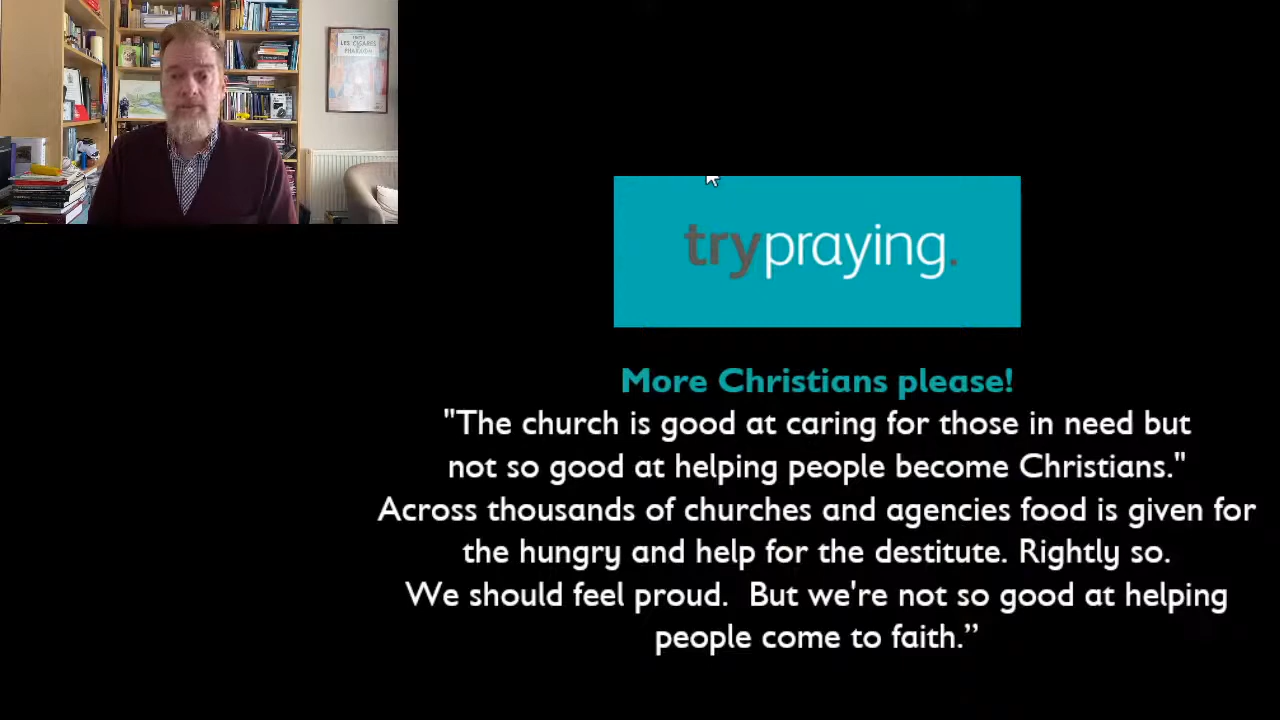 LES CIGARES
PHARAON
trypraying.
More Christians please!
"The church is good at caring for those in need but
not so good at helping people become Christians."
Across thousands of churches and agencies food is given for
the hungry and help for the destitute. Rightly so.
We should feel proud.  But we're not so good at helping
people come to faith.”